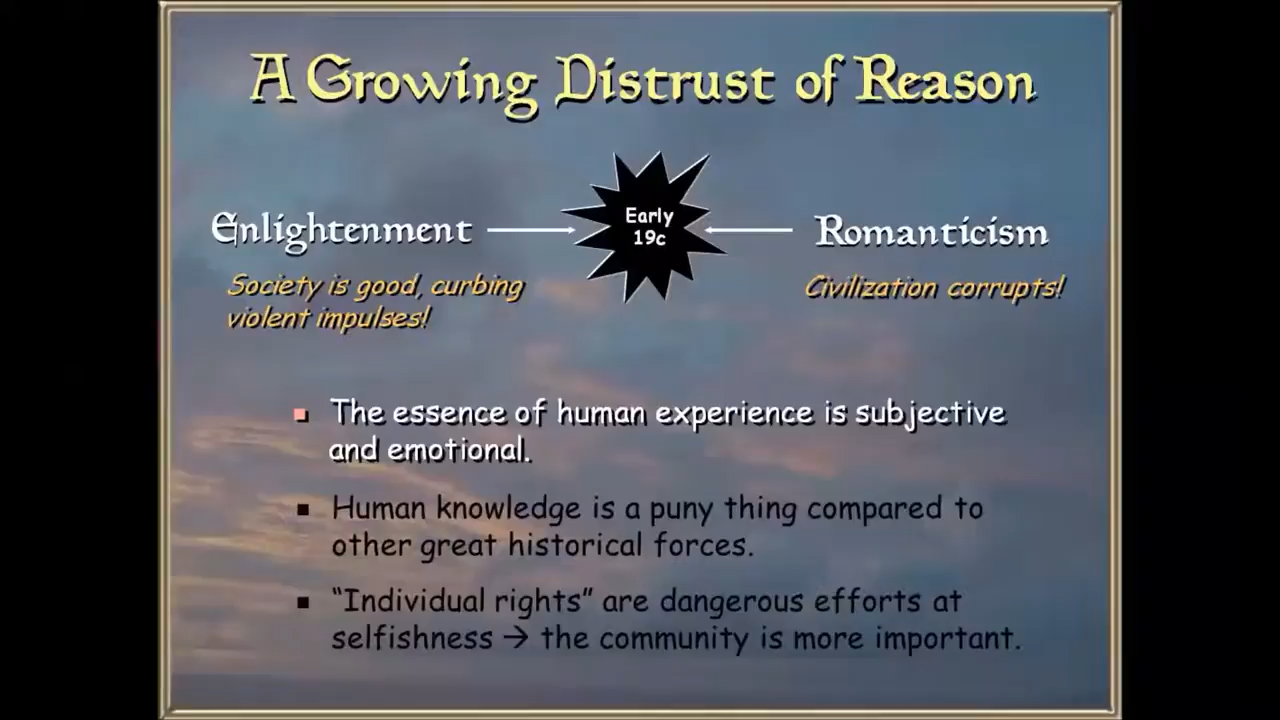 A Growing Distrust of Reason
Early
19c
Enlightenment
Romanticism
Society is good, curbing
violent impulses!
Civilization corrupts!
The essence of human experience is subjective
and emotional.
Human knowledge is a puny thing compared to
other great historical forces.
“Individual rights” are dangerous efforts at
selfishness → the community is more important.